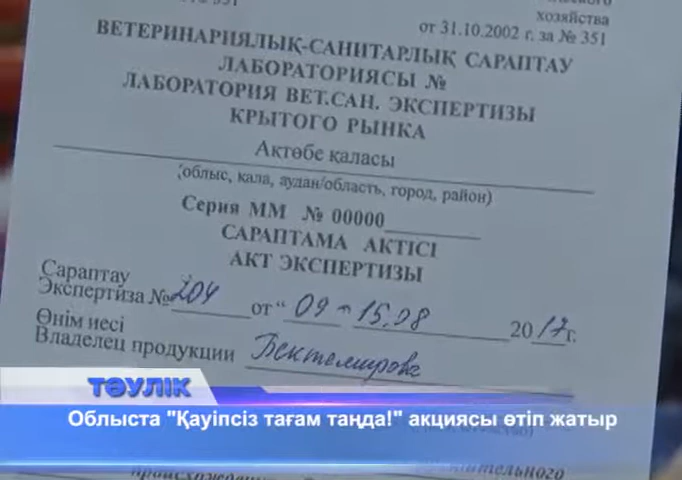 хозяйства
от 31.10.2002 г. за № 351
ВЕТЕРИНАРИЯЛЫҚ-САНИТАРЛЫҚ САРАПТАУ
ЛАБОРАТОРИЯСЫ №
ЛАБОРАТОРИЯ ВЕТ.САН. ЭКСПЕРТИЗЫ
КРЫТОГО РЫНКА
Ақтөбе қаласы
(облыс, қала, аудан/область, город, район)
Серия ММ № 00000
САРАПТАМА АКТІСІ
АКТ ЭКСПЕРТИЗЫ
Сараптау
Экспертиза № 204 от “ 09 - 15.08 2017г.
Өнім иесі
Владелец продукции Бектемирова
ТӘУЛІК
Облыста "Қауіпсіз тағам таңда!" акциясы өтіп жатыр